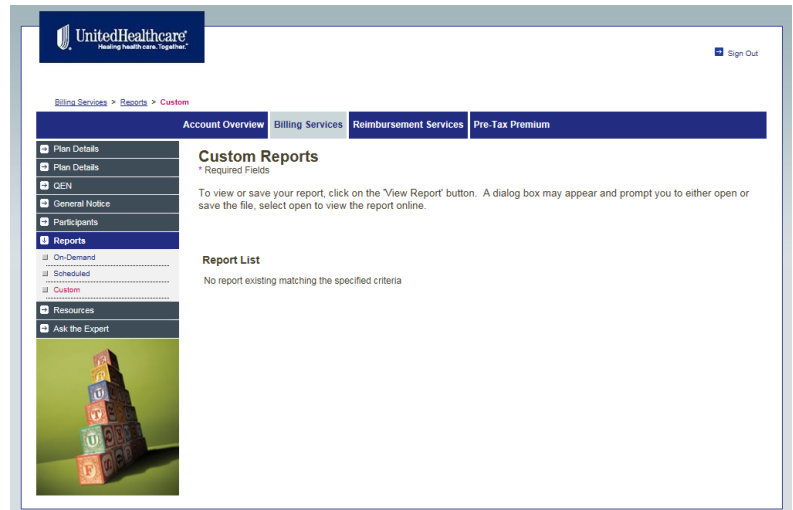 UnitedHealthcare®
Healing health care. Together.™
Sign Out
Billing Services > Reports > Custom
Account Overview Billing Services Reimbursement Services Pre-Tax Premium
Plan Details
Plan Details
QEN
General Notice
Participants
Reports
On-Demand
Scheduled
Custom
Resources
Ask the Expert
Custom Reports
* Required Fields
To view or save your report, click on the 'View Report' button. A dialog box may appear and prompt you to either open or
save the file, select open to view the report online.
Report List
No report existing matching the specified criteria